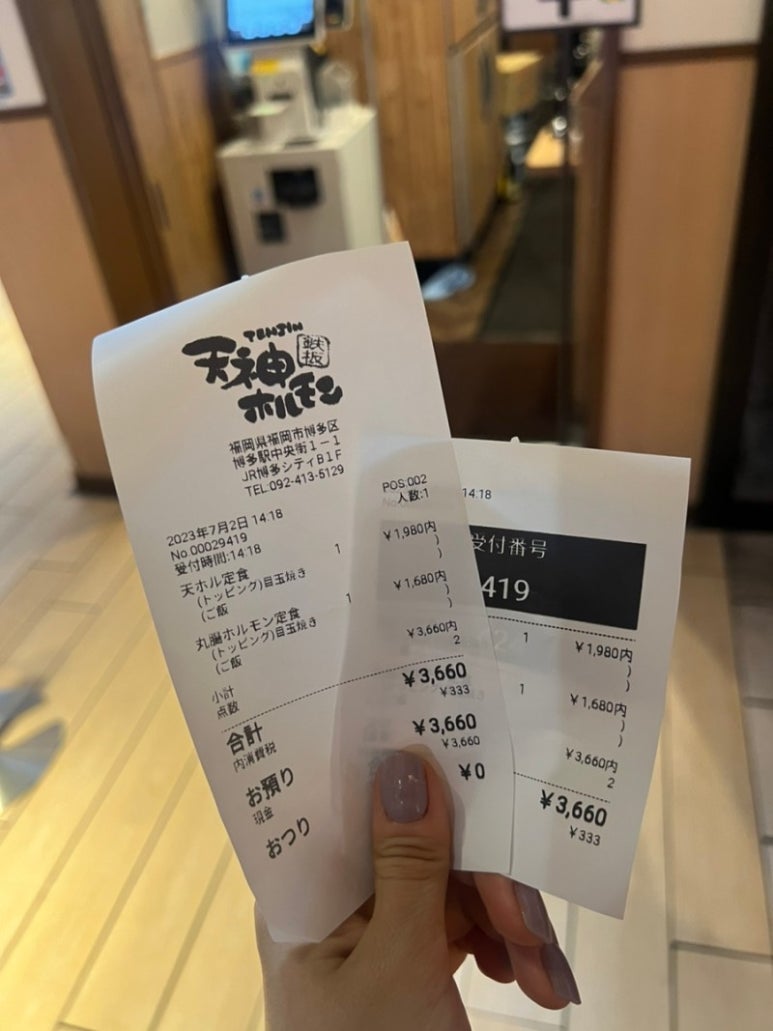 TENJIN
天神
鉄板
ホルモン
福岡県福岡市博多区
博多駅中央街1-1
JR博多シティB1F
TEL:092-413-5129
2023年7月2日 14:18 POS:002
No.00029419 人数:1
受付時間:14:18
天ホル定食 1 ¥1,980内
(トッピング)目玉焼き )
(ご飯 )
丸腸ホルモン定食 1 ¥1,680内
(トッピング)目玉焼き )
(ご飯 )
小計 ¥3,660内
点数 2
合計 ¥3,660
内消費税 ¥333
お預り ¥3,660
現金 ¥3,660
おつり ¥0
14:18
受付番号
419
1 ¥1,980内
)
)
1 ¥1,680内
)
)
¥3,660内
2
¥3,660
¥333